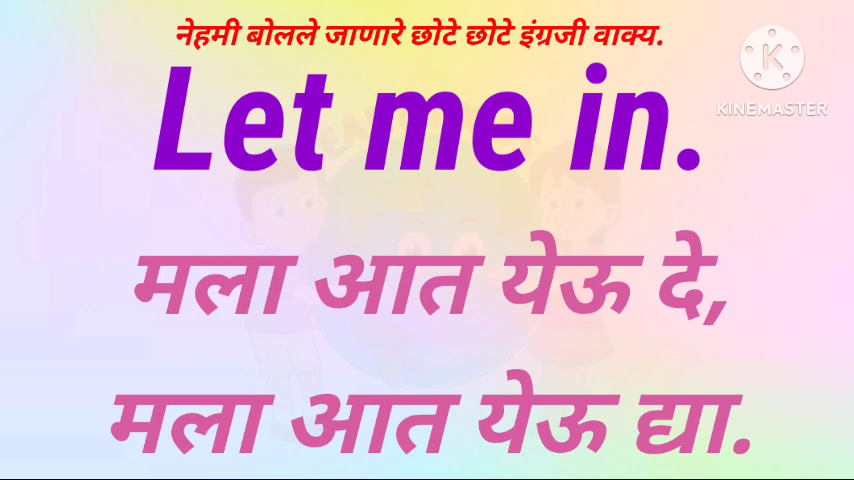 नेहमी बोलले जाणारे छोटे छोटे इंग्रजी वाक्य.
KINEMASTER
Let me in.
मला आत येऊ दे,
मला आत येऊ द्या.